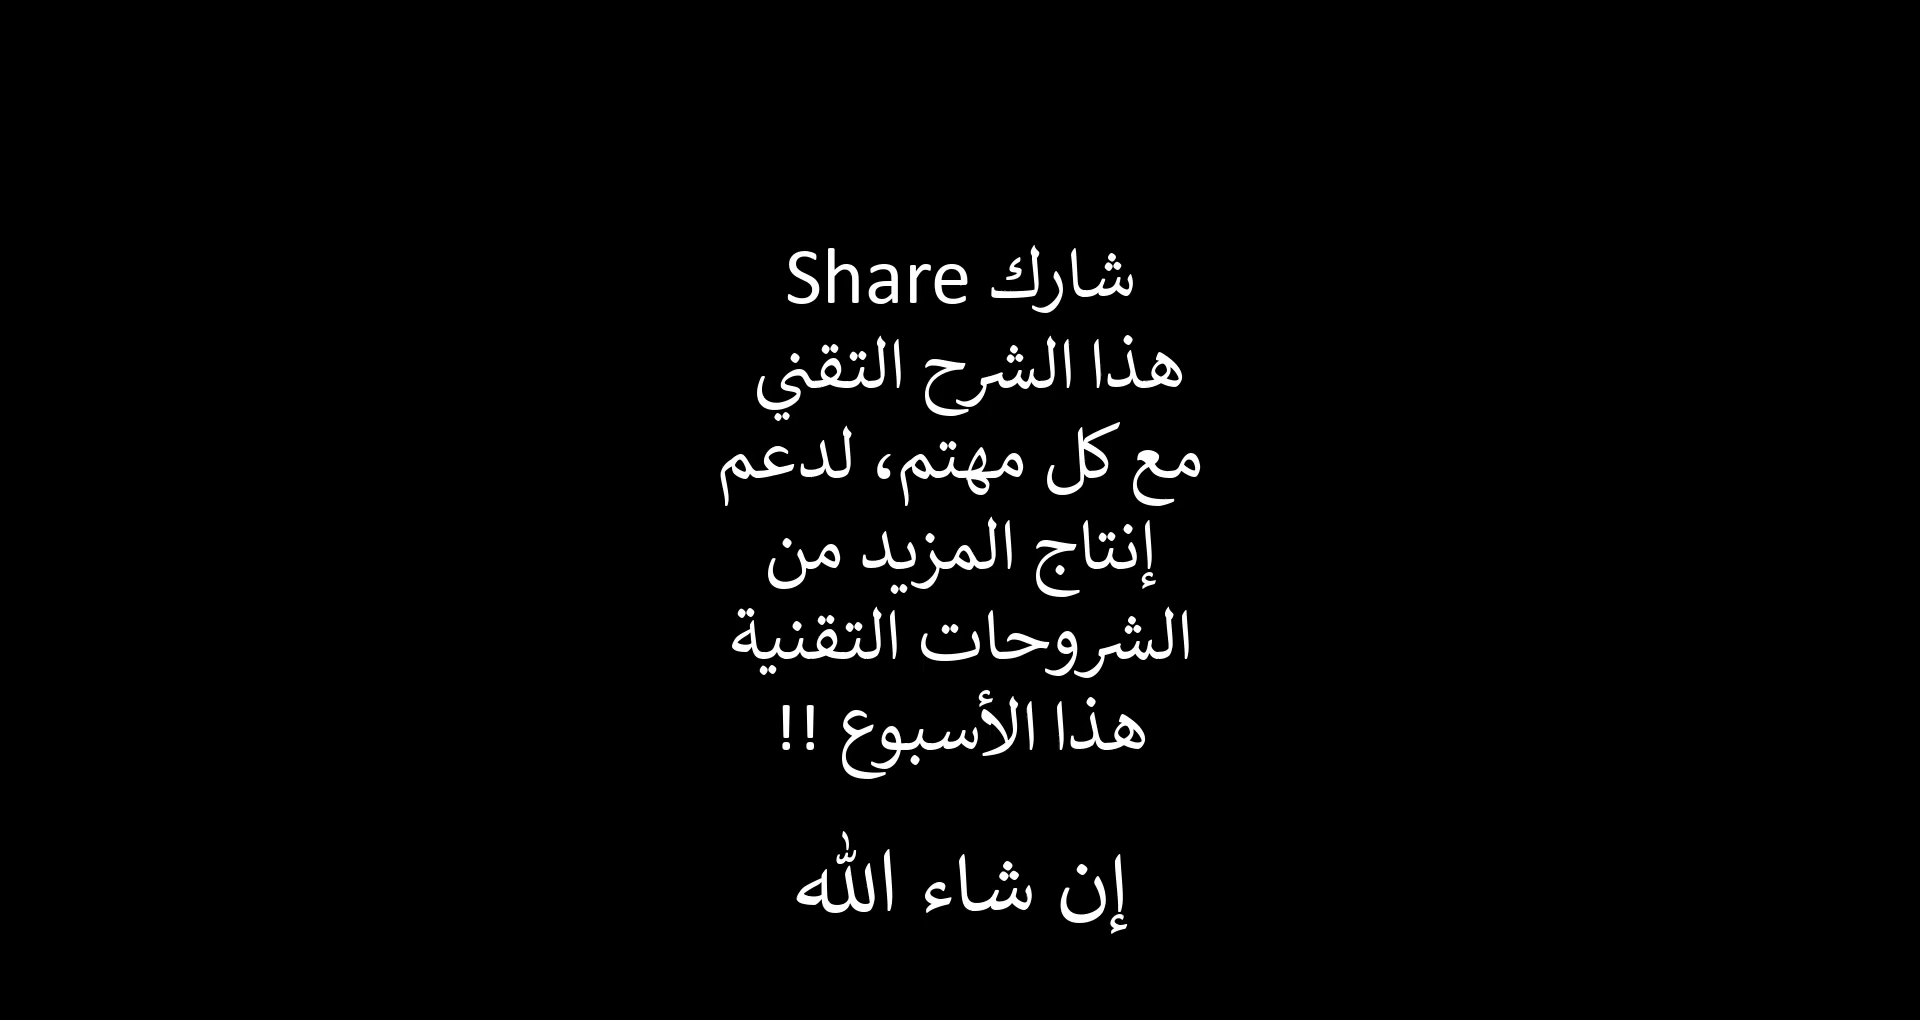 شارك Share
هذا الشرح التقني
مع كل مهتم، لدعم
إنتاج المزيد من
الشروحات التقنية
هذا الأسبوع !!
إن شاء الله